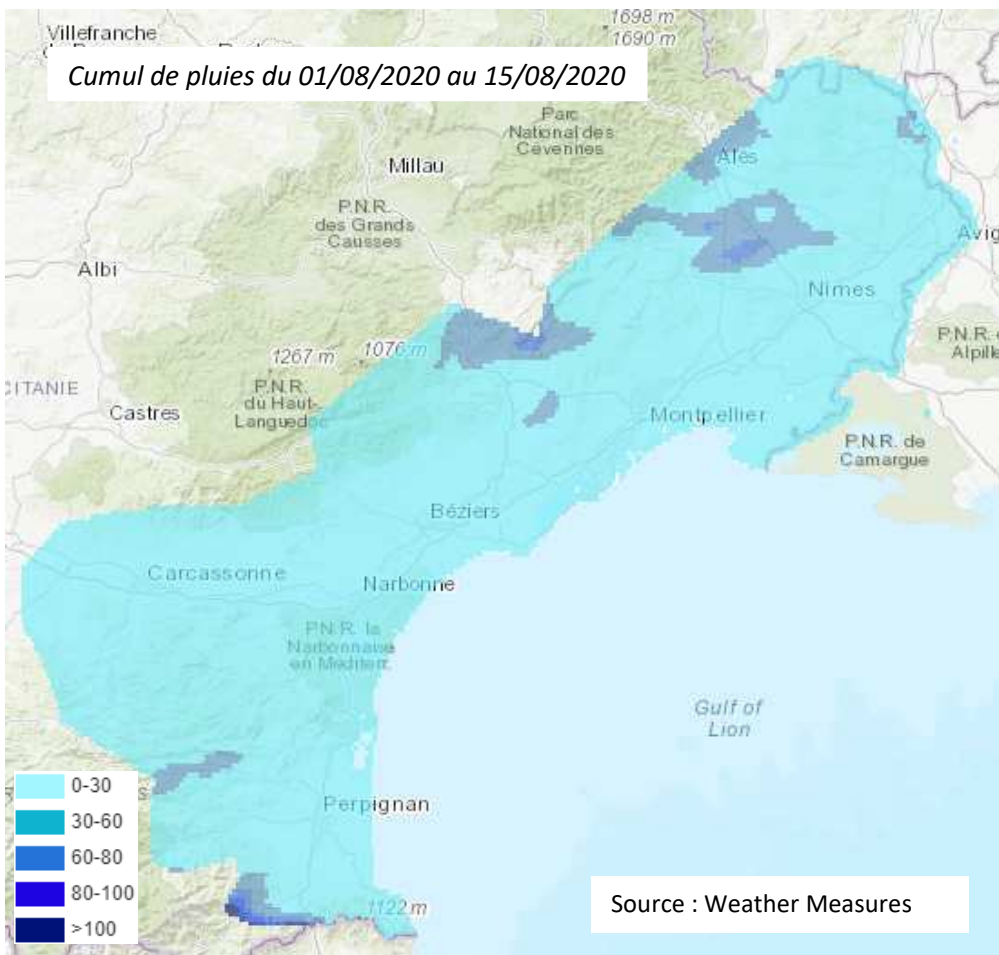 Villefranche
1698 m
1690 m
Cumul de pluies du 01/08/2020 au 15/08/2020
Parc
National des
Cévennes
Alès
Millau
P.N.R.
des Grands
Causses
Albi
Nîmes
1267 m
1076 m
P.N.R.
du Haut-
Languedoc
Castres
Montpellier
P.N.R. de
Camargue
Béziers
Carcassonne
Narbonne
P.N.R. la
Narbonnaise
en Méditerr.
Gulf of
Lion
Perpignan
1122 m
0-30
30-60
60-80
80-100
>100
Source : Weather Measures